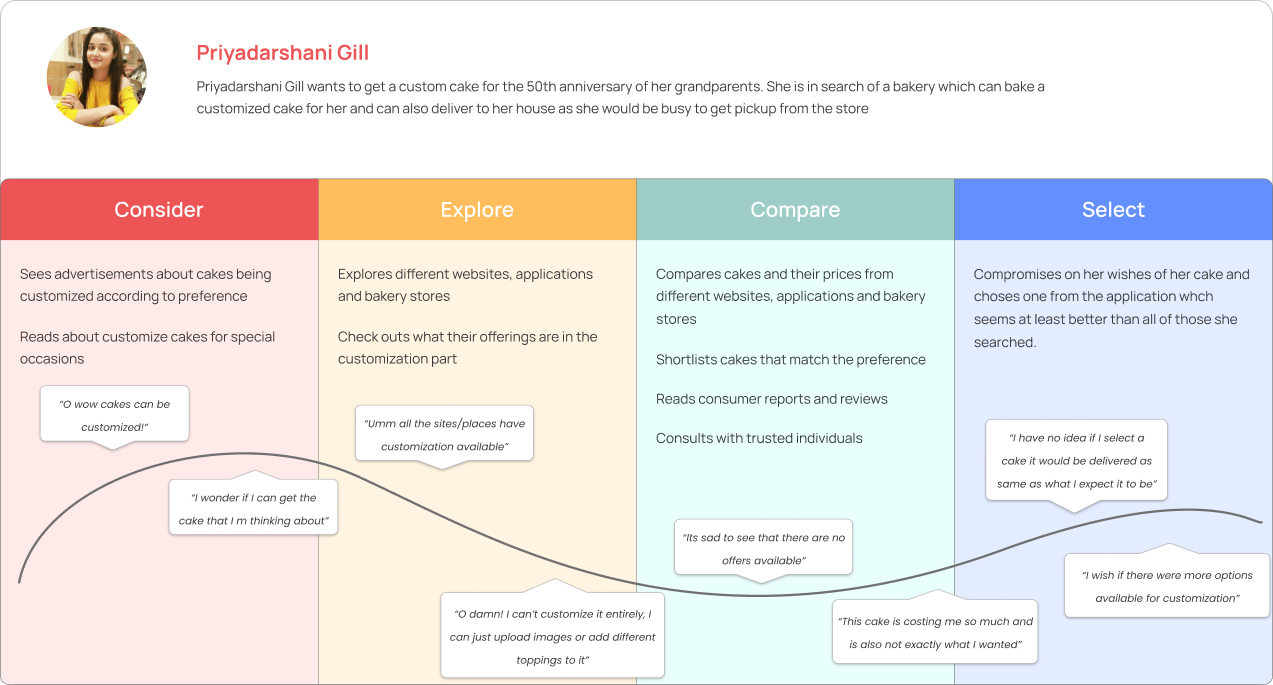 Priyadarshani Gill
Priyadarshani Gill wants to get a custom cake for the 50th anniversary of her grandparents. She is in search of a bakery which can bake a
customized cake for her and can also deliver to her house as she would be busy to get pickup from the store
Consider
Explore
Compare
Select
Sees advertisements about cakes being
customized according to preference
Reads about customize cakes for special
occasions
“O wow cakes can be
customized!”
“I wonder if I can get the
cake that I m thinking about”
Explores different websites, applications
and bakery stores
Check outs what their offerings are in the
customization part
“Umm all the sites/places have
customization available”
“O damn! I can’t customize it entirely, I
can just upload images or add different
toppings to it”
Compares cakes and their prices from
different websites, applications and bakery
stores
Shortlists cakes that match the preference
Reads consumer reports and reviews
Consults with trusted individuals
“Its sad to see that there are no
offers available”
“This cake is costing me so much and
is also not exactly what I wanted”
Compromises on her wishes of her cake and
choses one from the application whch
seems at least better than all of those she
searched.
“I have no idea if I select a
cake it would be delivered as
same as what I expect it to be”
“I wish if there were more options
available for customization”